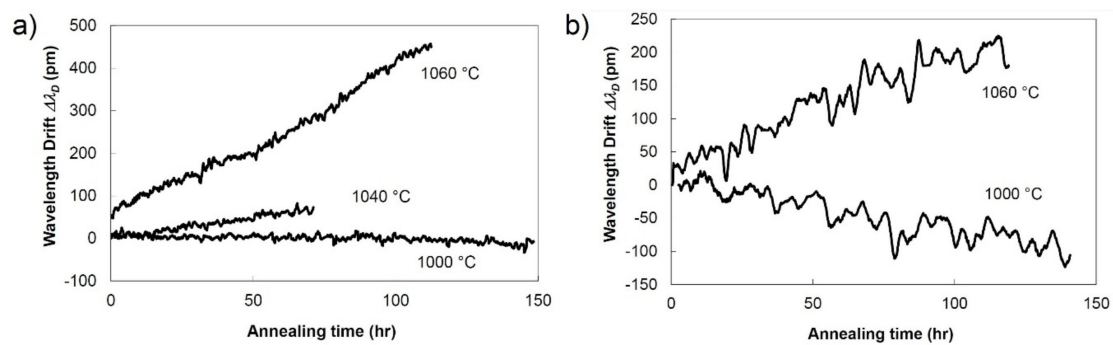 a)
Wavelength Drift Δλ_D (pm)
500
400
300
200
100
0
-100
1060 °C
1040 °C
1000 °C
0 50 100 150
Annealing time (hr)
b)
Wavelength Drift Δλ_D (pm)
250
200
150
100
50
0
-50
-100
-150
1060 °C
1000 °C
0 50 100 150
Annealing time (hr)